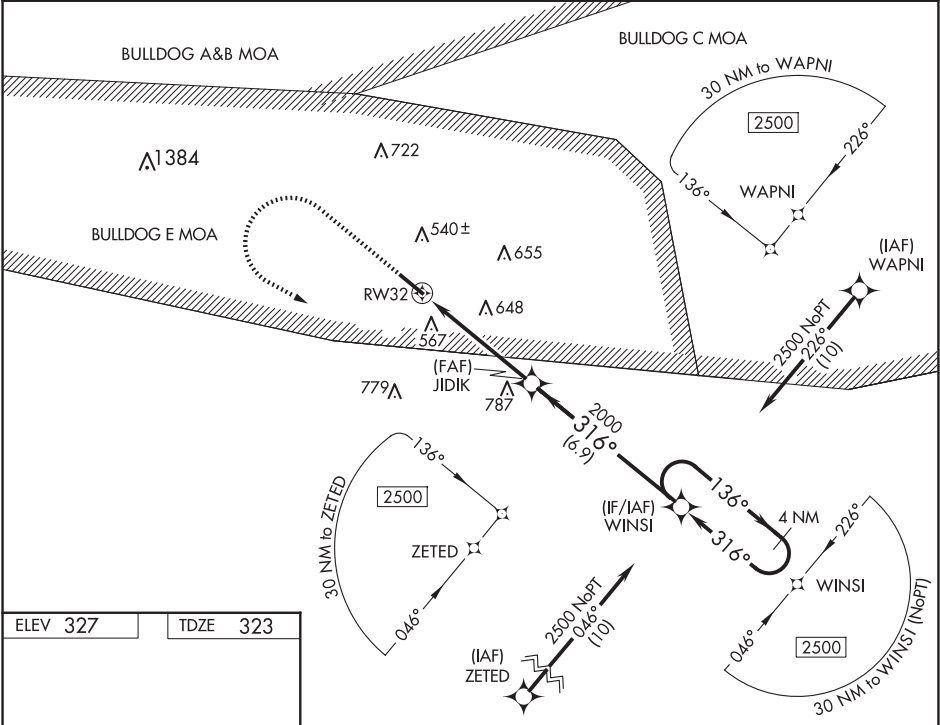 BULLDOG A&B MOA
BULLDOG C MOA
30 NM to WAPNI
2500
226°
136°
WAPNI
1384
722
BULLDOG E MOA
540±
655
RW32
648
567
(IAF)
WAPNI
2500 NoPT
226°
(10)
(FAF)
JIDIK
779
787
2000
316°
(6.9)
136°
2500
30 NM to ZETED
ZETED
046°
(IF/IAF)
WINSI
136°
4 NM
316°
226°
WINSI
046°
2500
30 NM to WINSI (NoPT)
2500 NoPT
046°
(10)
(IAF)
ZETED
ELEV 327
TDZE 323